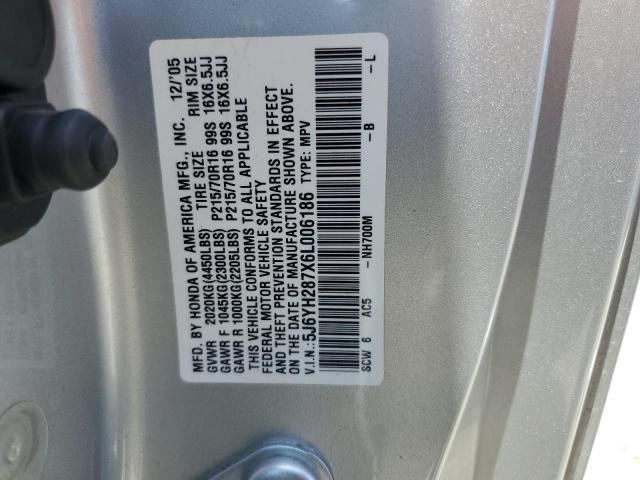 MFD. BY HONDA OF AMERICA MFG., INC. 12/'05
GVWR 2020KG(4450LBS) TIRE SIZE RIM SIZE
GAWR F 1045KG(2300LBS) P215/70R16 99S 16X6.5JJ
GAWR R 1000KG(2205LBS) P215/70R16 99S 16X6.5JJ
THIS VEHICLE CONFORMS TO ALL APPLICABLE
FEDERAL MOTOR VEHICLE SAFETY
AND THEFT PREVENTION STANDARDS IN EFFECT
ON THE DATE OF MANUFACTURE SHOWN ABOVE.
V.I.N.:5J6YH287X6L006186 TYPE: MPV
SCW 6 AC5 -NH700M -B -L